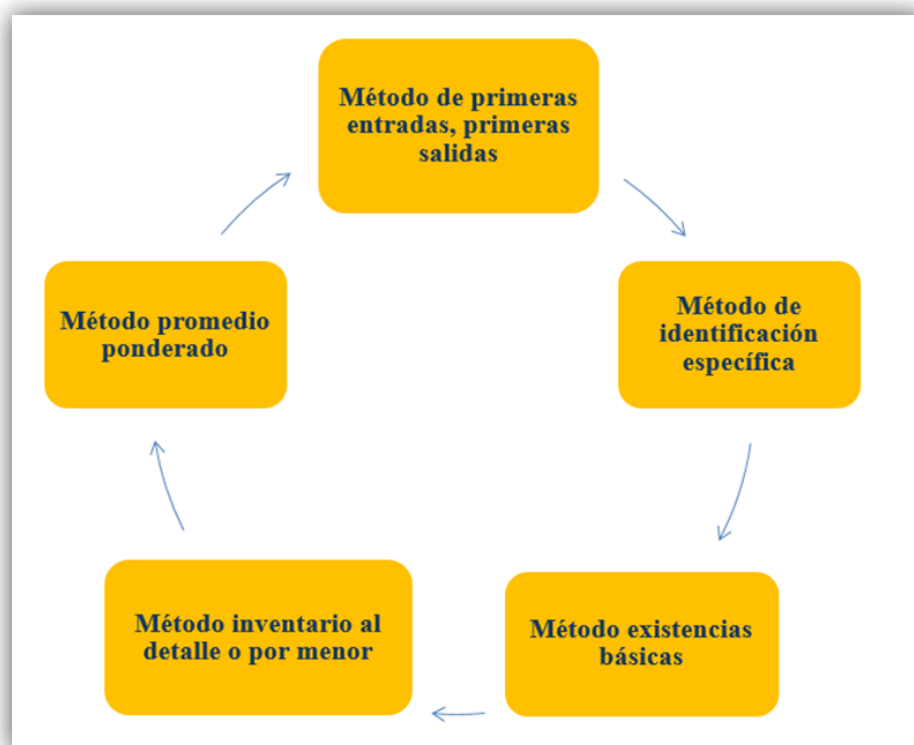 Método de primeras
entradas, primeras
salidas
Método de
identificación
específica
Método existencias
básicas
Método inventario al
detalle o por menor
Método promedio
ponderado